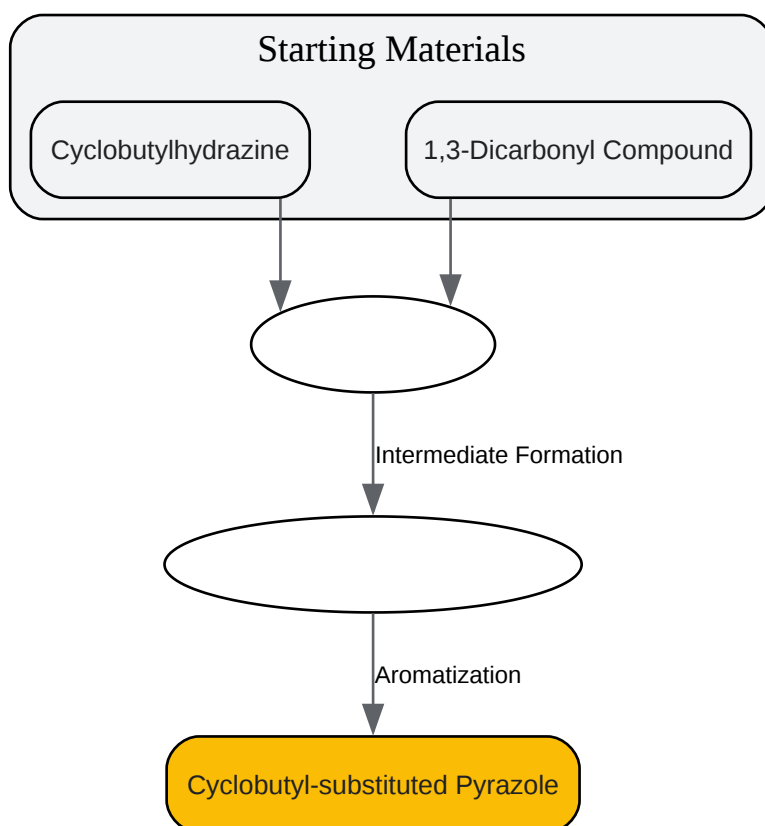 Starting Materials
Cyclobutylhydrazine
1,3-Dicarbonyl Compound
Intermediate Formation
Aromatization
Cyclobutyl-substituted Pyrazole